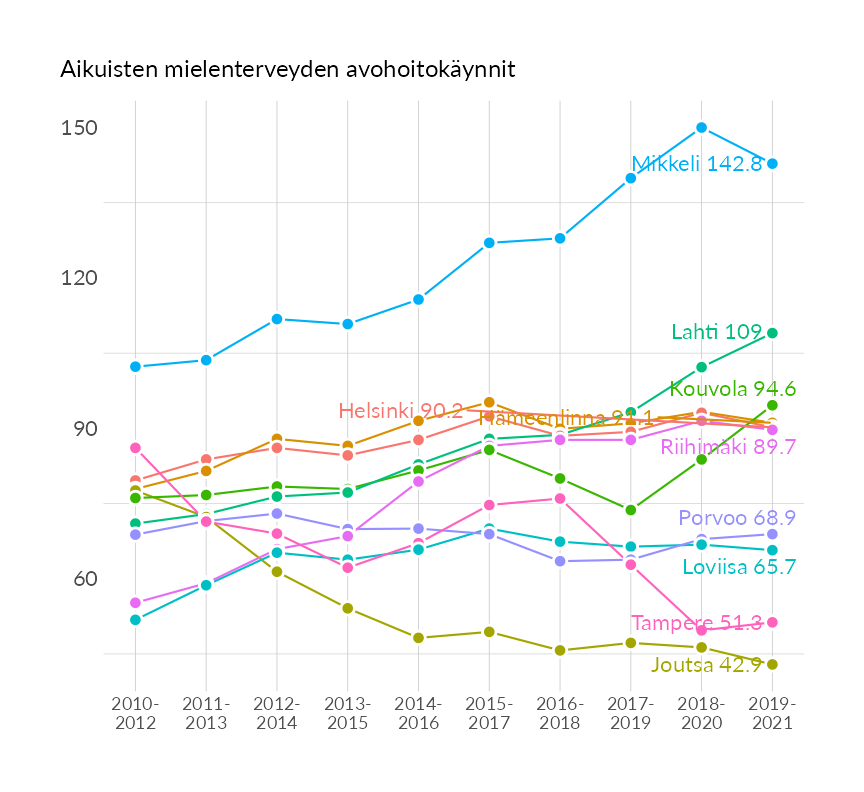 Aikuisten mielenterveyden avohoitokäynnit
150
Mikkeli 142.8
120
Lahti 109
Kouvola 94.6
Helsinki 90.2
Hämeenlinna 91.1
90
Riihimäki 89.7
Porvoo 68.9
Loviisa 65.7
60
Tampere 51.3
Joutsa 42.9
2010- 2011- 2012- 2013- 2014- 2015- 2016- 2017- 2018- 2019-
2012 2013 2014 2015 2016 2017 2018 2019 2020 2021